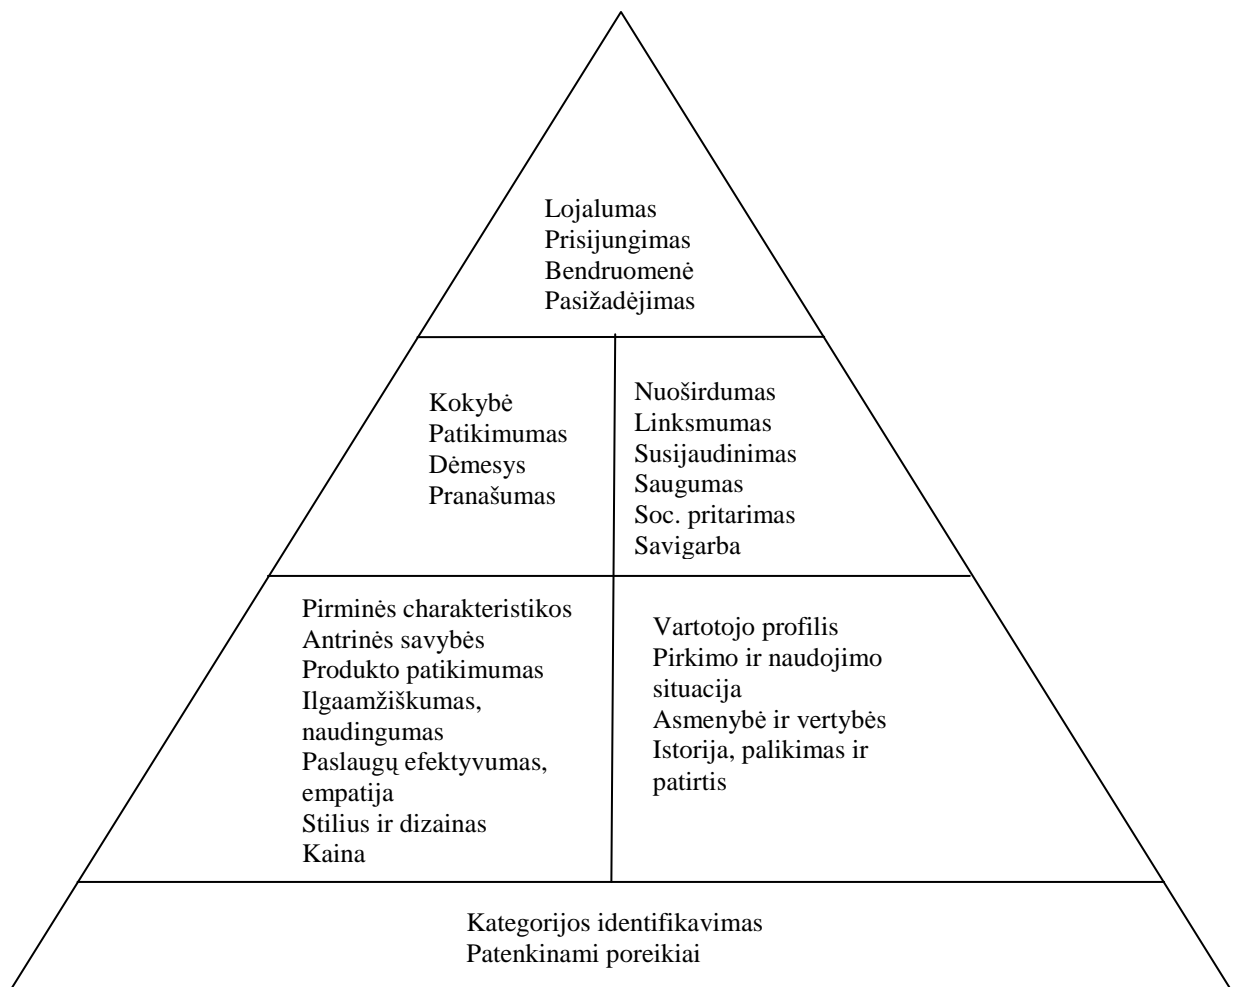 Lojalumas
Prisijungimas
Bendruomenė
Pasižadėjimas
Kokybė
Patikimumas
Dėmesys
Pranašumas
Nuoširdumas
Linksmumas
Susijaudinimas
Saugumas
Soc. pritarimas
Savigarba
Pirminės charakteristikos
Antrinės savybės
Produkto patikimumas
Ilgaamžiškumas,
naudingumas
Paslaugų efektyvumas,
empatija
Stilius ir dizainas
Kaina
Vartotojo profilis
Pirkimo ir naudojimo
situacija
Asmenybė ir vertybės
Istorija, palikimas ir
patirtis
Kategorijos identifikavimas
Patenkinami poreikiai